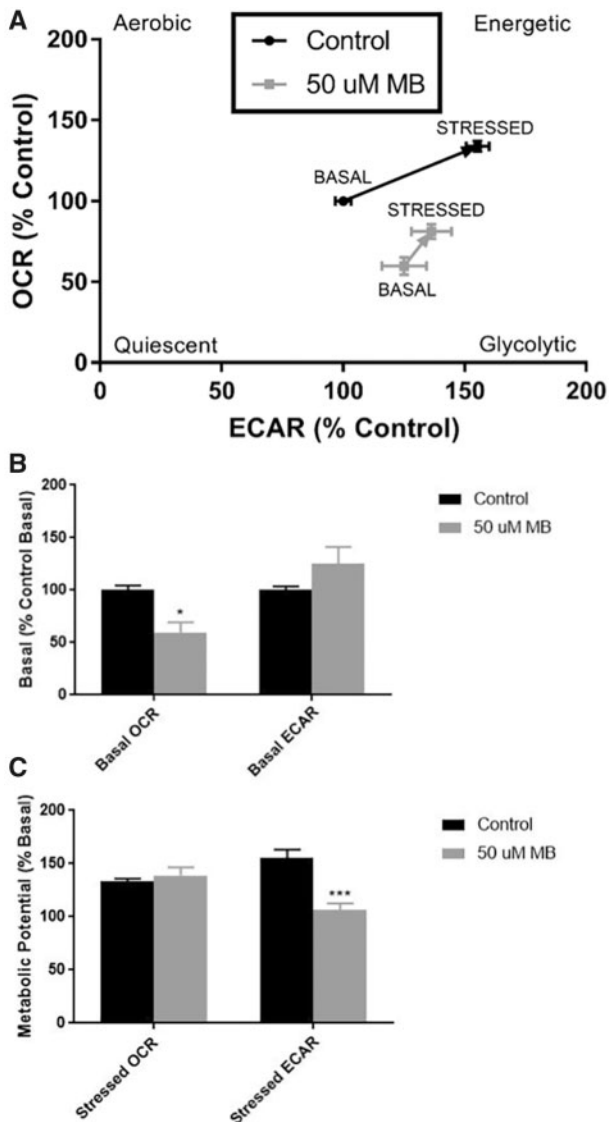 A
Aerobic
Energetic
Control
50 uM MB
STRESSED
BASAL
STRESSED
BASAL
Quiescent
Glycolytic
OCR (% Control)
200
150
100
50
0
0 50 100 150 200
ECAR (% Control)
B
Basal (% Control Basal)
200
150
100
50
0
*
Basal OCR
Basal ECAR
Control
50 uM MB
C
Metabolic Potential (% Basal)
200
150
100
50
0
***
Stressed OCR
Stressed ECAR
Control
50 uM MB